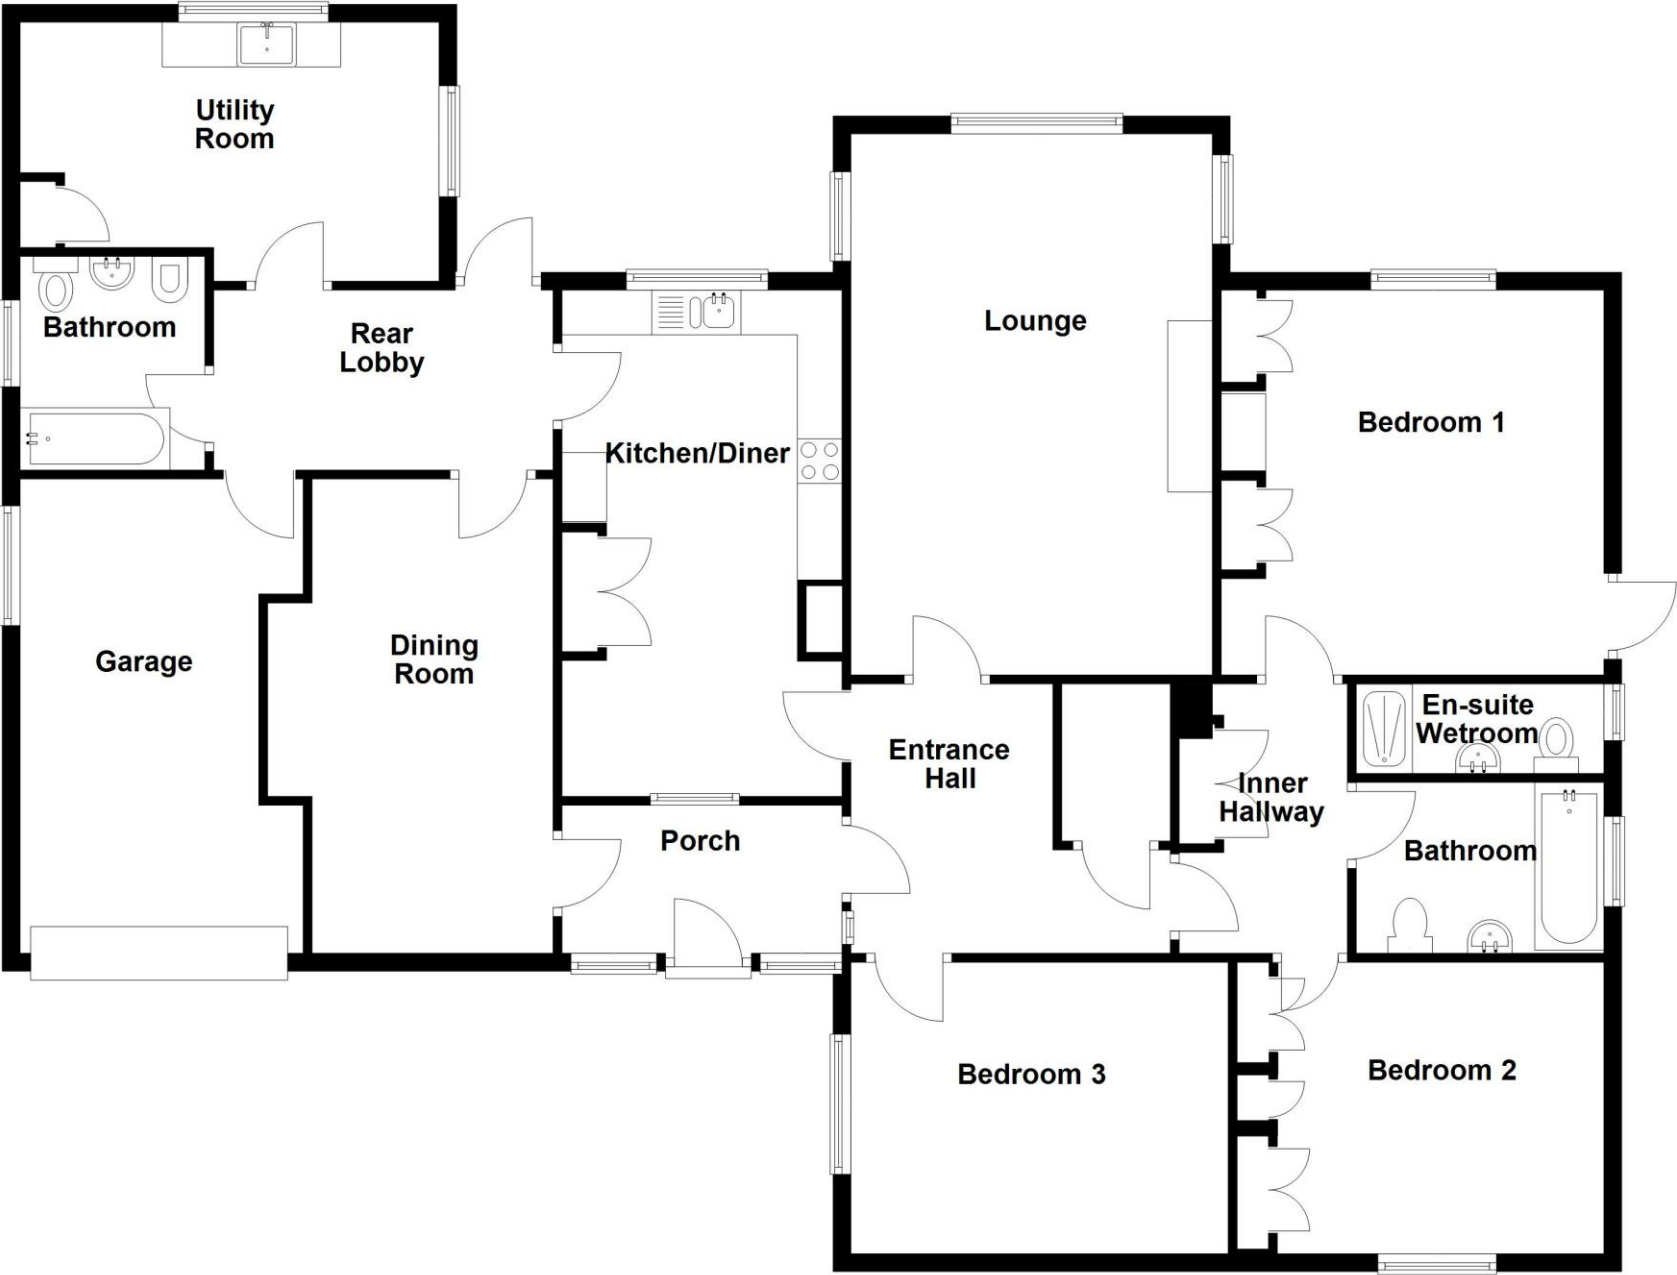 Utility
Room
Bathroom
Rear
Lobby
Lounge
Bedroom 1
Kitchen/Diner
Garage
Dining
Room
En-suite
Wetroom
Entrance
Hall
Inner
Hallway
Porch
Bathroom
Bedroom 3
Bedroom 2